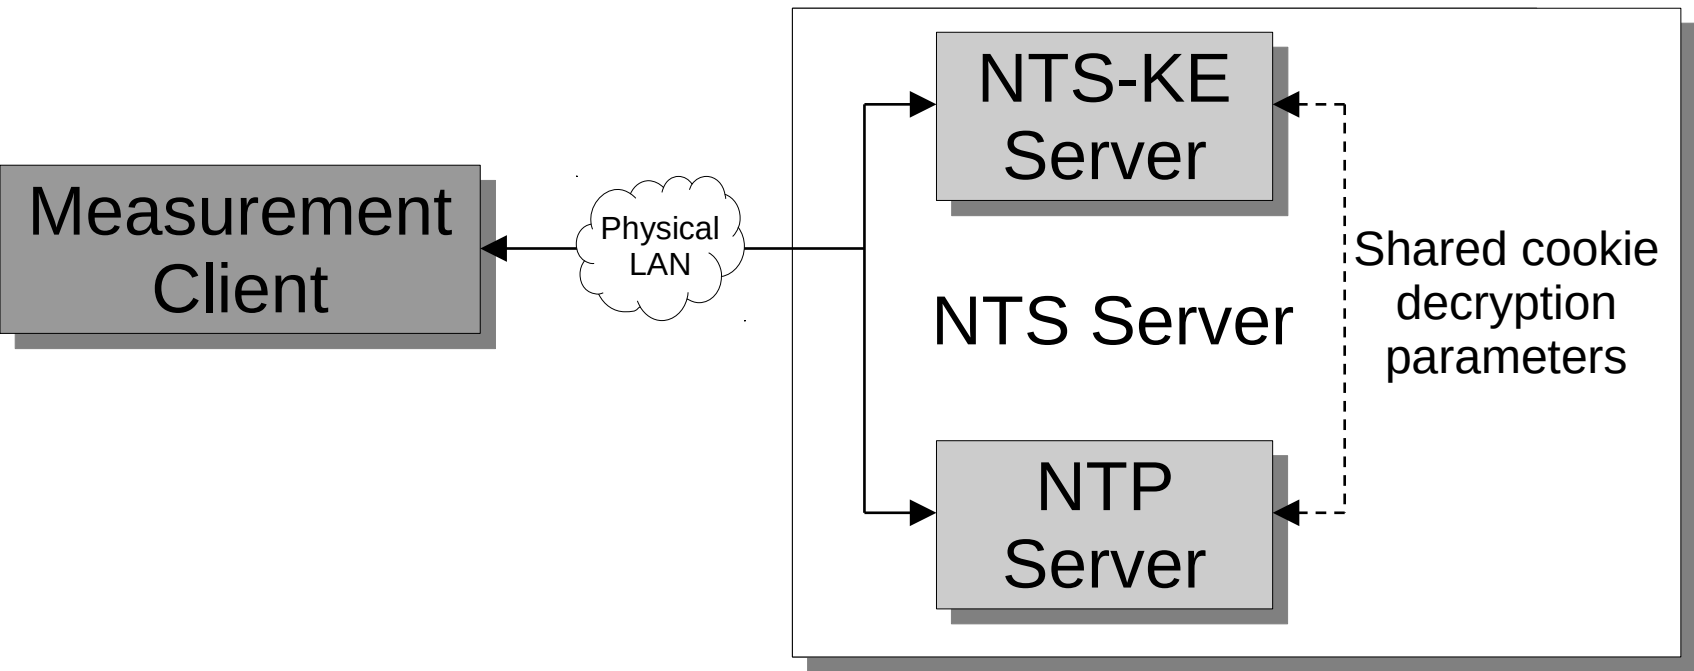 Measurement
Client
Physical
LAN
NTS-KE
Server
NTS Server
NTP
Server
Shared cookie
decryption
parameters